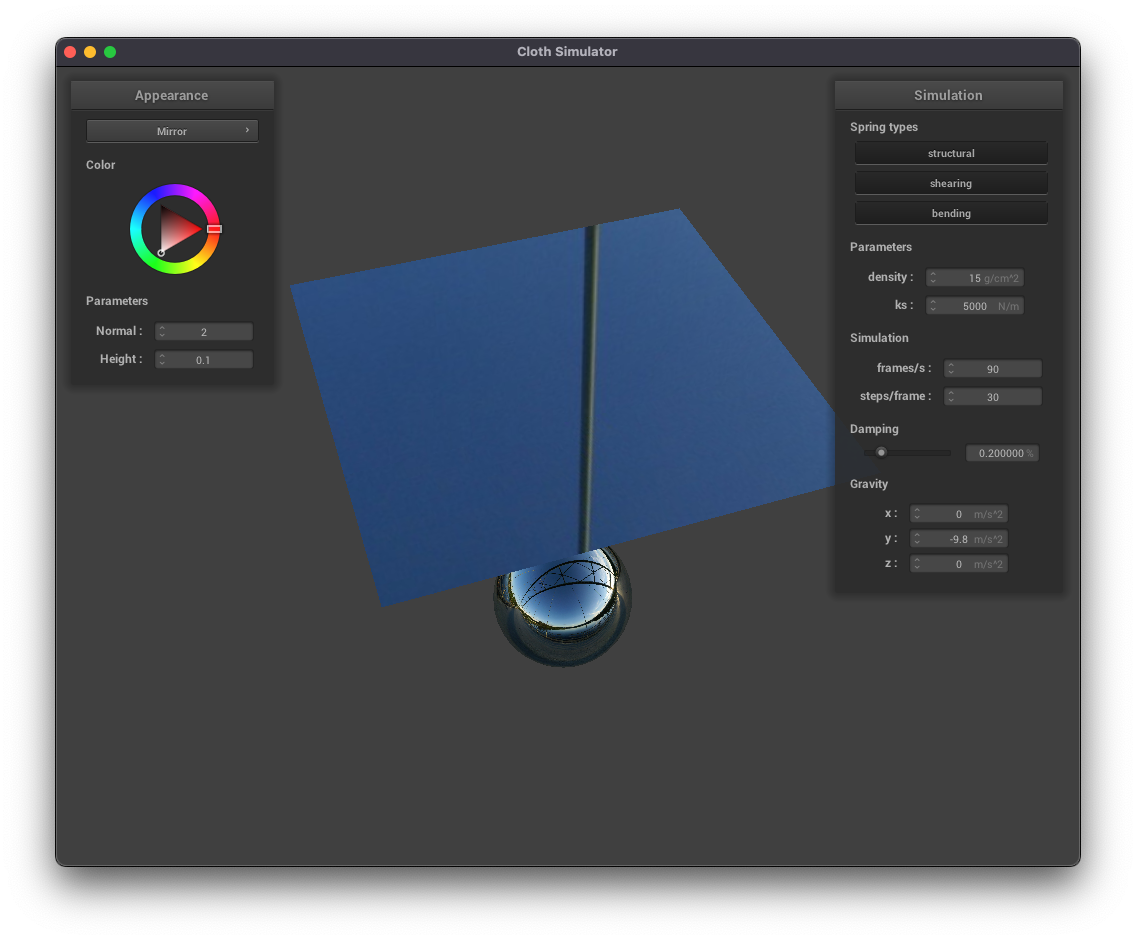 Cloth Simulator
Appearance
Mirror
Color
Parameters
Normal : 2
Height : 0.1
Simulation
Spring types
structural
shearing
bending
Parameters
density : 15 g/cm^2
ks : 5000 N/m
Simulation
frames/s : 90
steps/frame : 30
Damping
0.200000 %
Gravity
x : 0 m/s^2
y : -9.8 m/s^2
z : 0 m/s^2